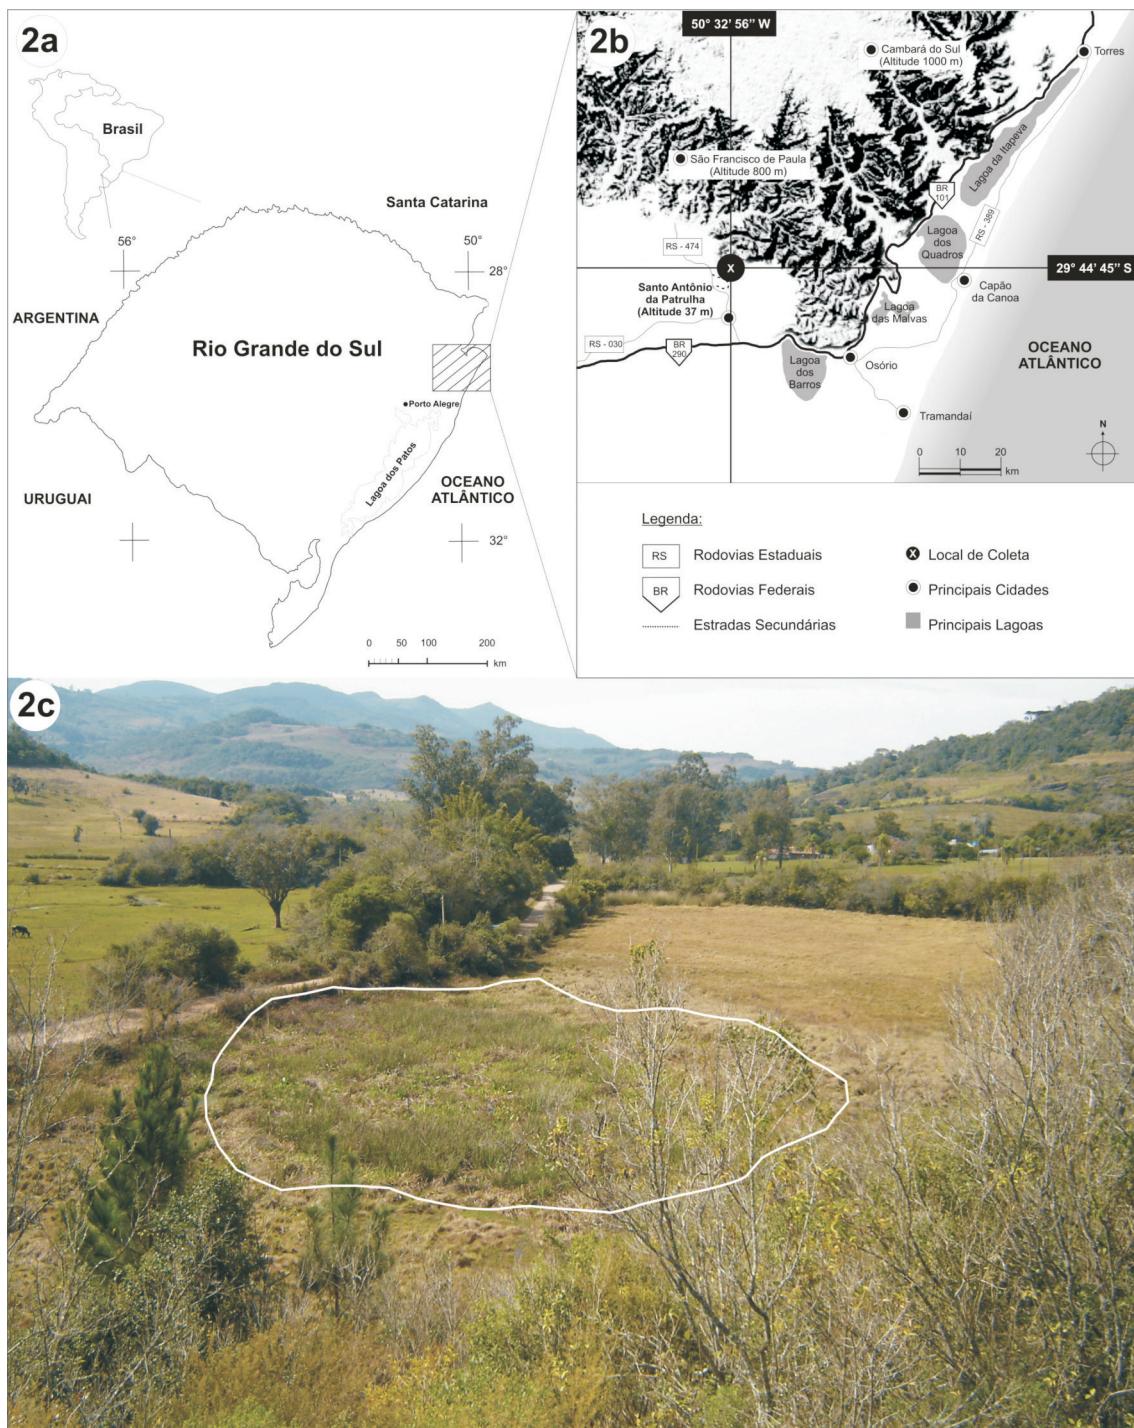 2a
Brasil
Santa Catarina
56°
50°
28°
ARGENTINA
Rio Grande do Sul
Porto Alegre
Lagoa dos Patos
URUGUAI
OCEANO
ATLÂNTICO
32°
0 50 100 200
km
2b
50° 32' 56" W
Cambará do Sul
(Altitude 1000 m)
Torres
São Francisco de Paula
(Altitude 800 m)
Lagoa da Itapeva
BR
101
RS - 389
RS - 474
Lagoa
dos
Quadros
X
29° 44' 45" S
Santo Antônio
da Patrulha
(Altitude 37 m)
Capão
da Canoa
Lagoa
das Malvas
RS - 030
BR
290
Lagoa
dos
Barros
Osório
OCEANO
ATLÂNTICO
Tramandaí
N
0 10 20
km
Legenda:
RS Rodovias Estaduais
BR Rodovias Federais
Estradas Secundárias
X Local de Coleta
Principais Cidades
Principais Lagoas
2c